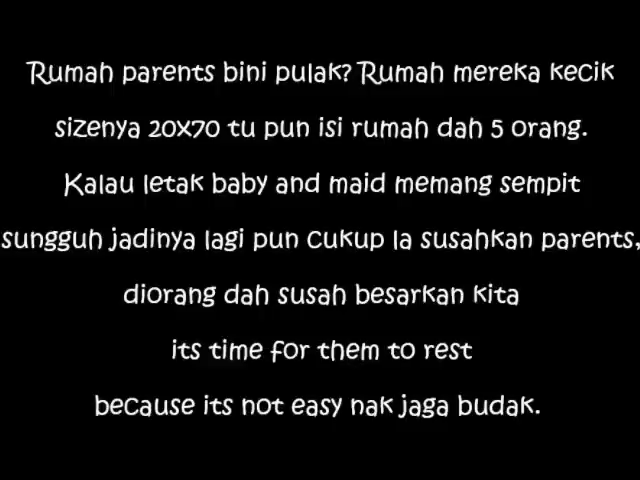 Rumah parents bini pulak? Rumah mereka kecik
sizenya 20x70 tu pun isi rumah dah 5 orang.
Kalau letak baby and maid memang sempit
sungguh jadinya lagi pun cukup la susahkan parents,
diorang dah susah besarkan kita
its time for them to rest
because its not easy nak jaga budak.